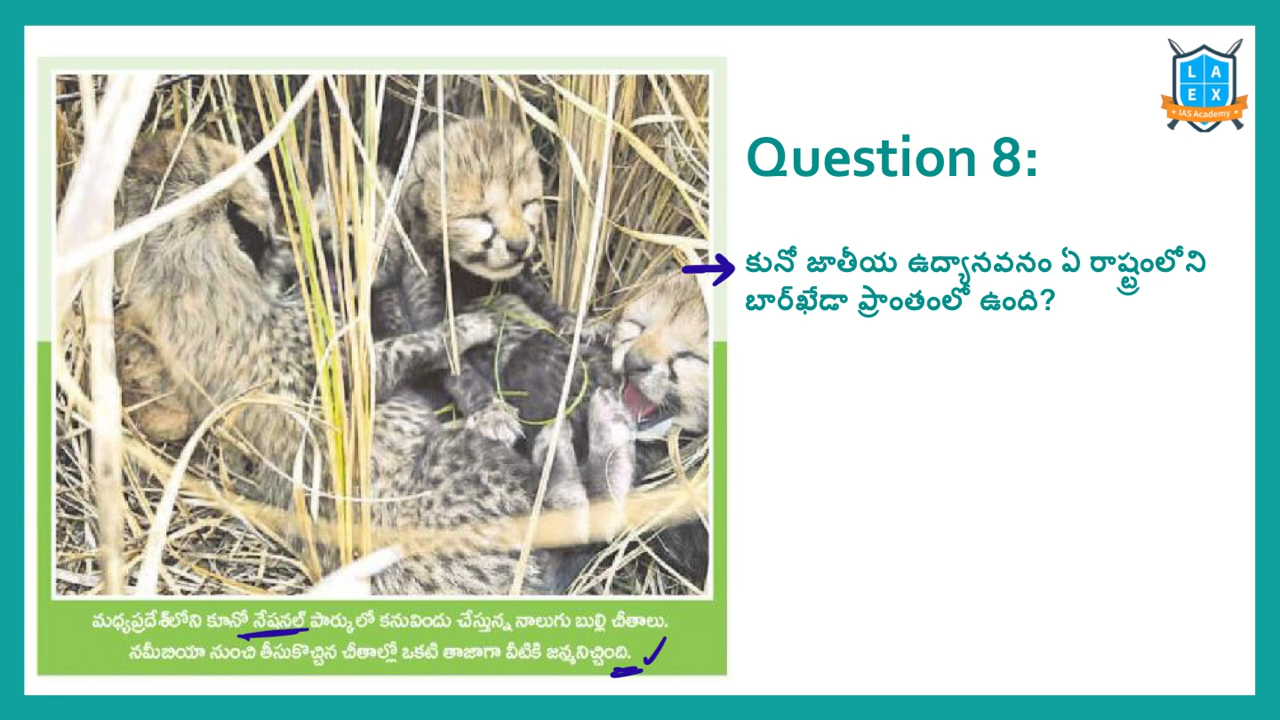 L A
E X
IAS Academy
Question 8:
కునో జాతీయ ఉద్యానవనం ఏ రాష్ట్రంలోని
బార్‌ఖేడా ప్రాంతంలో ఉంది?
మధ్యప్రదేశ్‌లోని కూనో నేషనల్ పార్కులో కనువిందు చేస్తున్న నాలుగు బుల్లి చీతాలు.
నమీబియా నుంచి తీసుకొచ్చిన చీతాల్లో ఒకటి తాజాగా వీటికి జన్మనిచ్చింది.